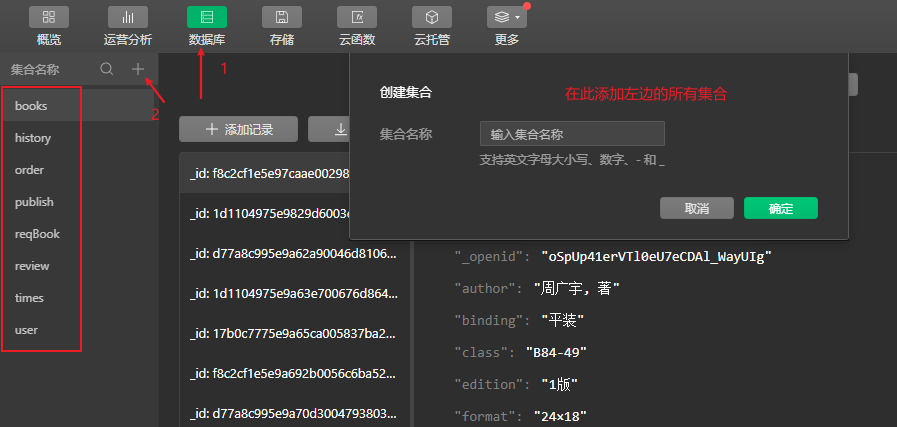 概览 运营分析 数据库 存储 云函数 云托管 更多
集合名称
1
2
books
history
order
publish
reqBook
review
times
user
添加记录
创建集合
在此添加左边的所有集合
集合名称 输入集合名称
支持英文字母大小写、数字、- 和 _
取消 确定
_id: f8c2cf1e5e97caae00298
_id: 1d1104975e9829d6003c
_id: d77a8c995e9a62a90046d8106...
_id: 1d1104975e9a63e700676d864...
_id: 17b0c7775e9a65ca005837ba2...
_id: f8c2cf1e5e9a692b0056c6ba52...
_id: d77a8c995e9a70d3004793803...
"_openid": "oSpUp41erVTl0eU7eCDAl_WayUIg"
"author": "周广宇, 著"
"binding": "平装"
"class": "B84-49"
"edition": "1版"
"format": "24x18"